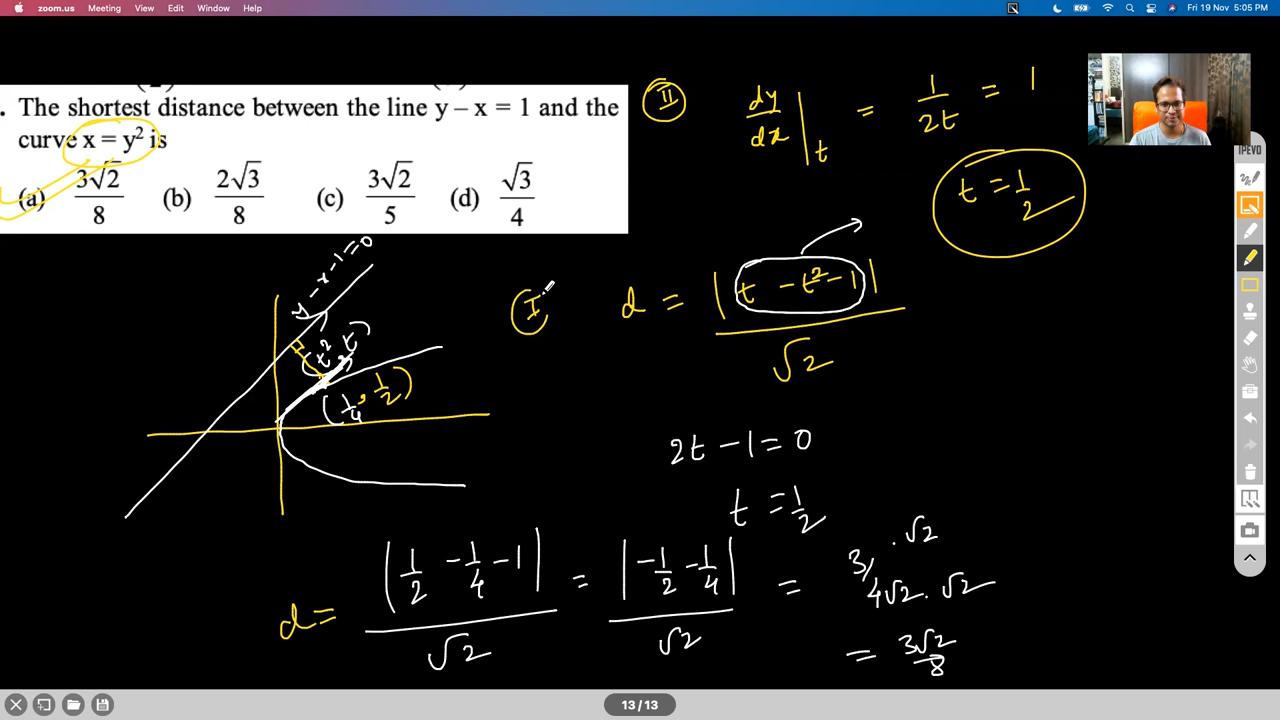 zoom.us Meeting View Edit Window Help Fri 19 Nov 5:05 PM
. The shortest distance between the line y – x = 1 and the
curve x = y² is
(a) 3√2/8 (b) 2√3/8 (c) 3√2/5 (d) √3/4
II dy/dx |t = 1/2t = 1
t = 1/2
IPEVO
y - x - 1 = 0
(t², t)
(1/4, 1/2)
I d = |t - t² - 1| / √2
2t - 1 = 0
t = 1/2
d = |1/2 - 1/4 - 1| / √2 = |-1/2 - 1/4| / √2 = 3/4√2 . √2 . √2
= 3√2/8
13 / 13